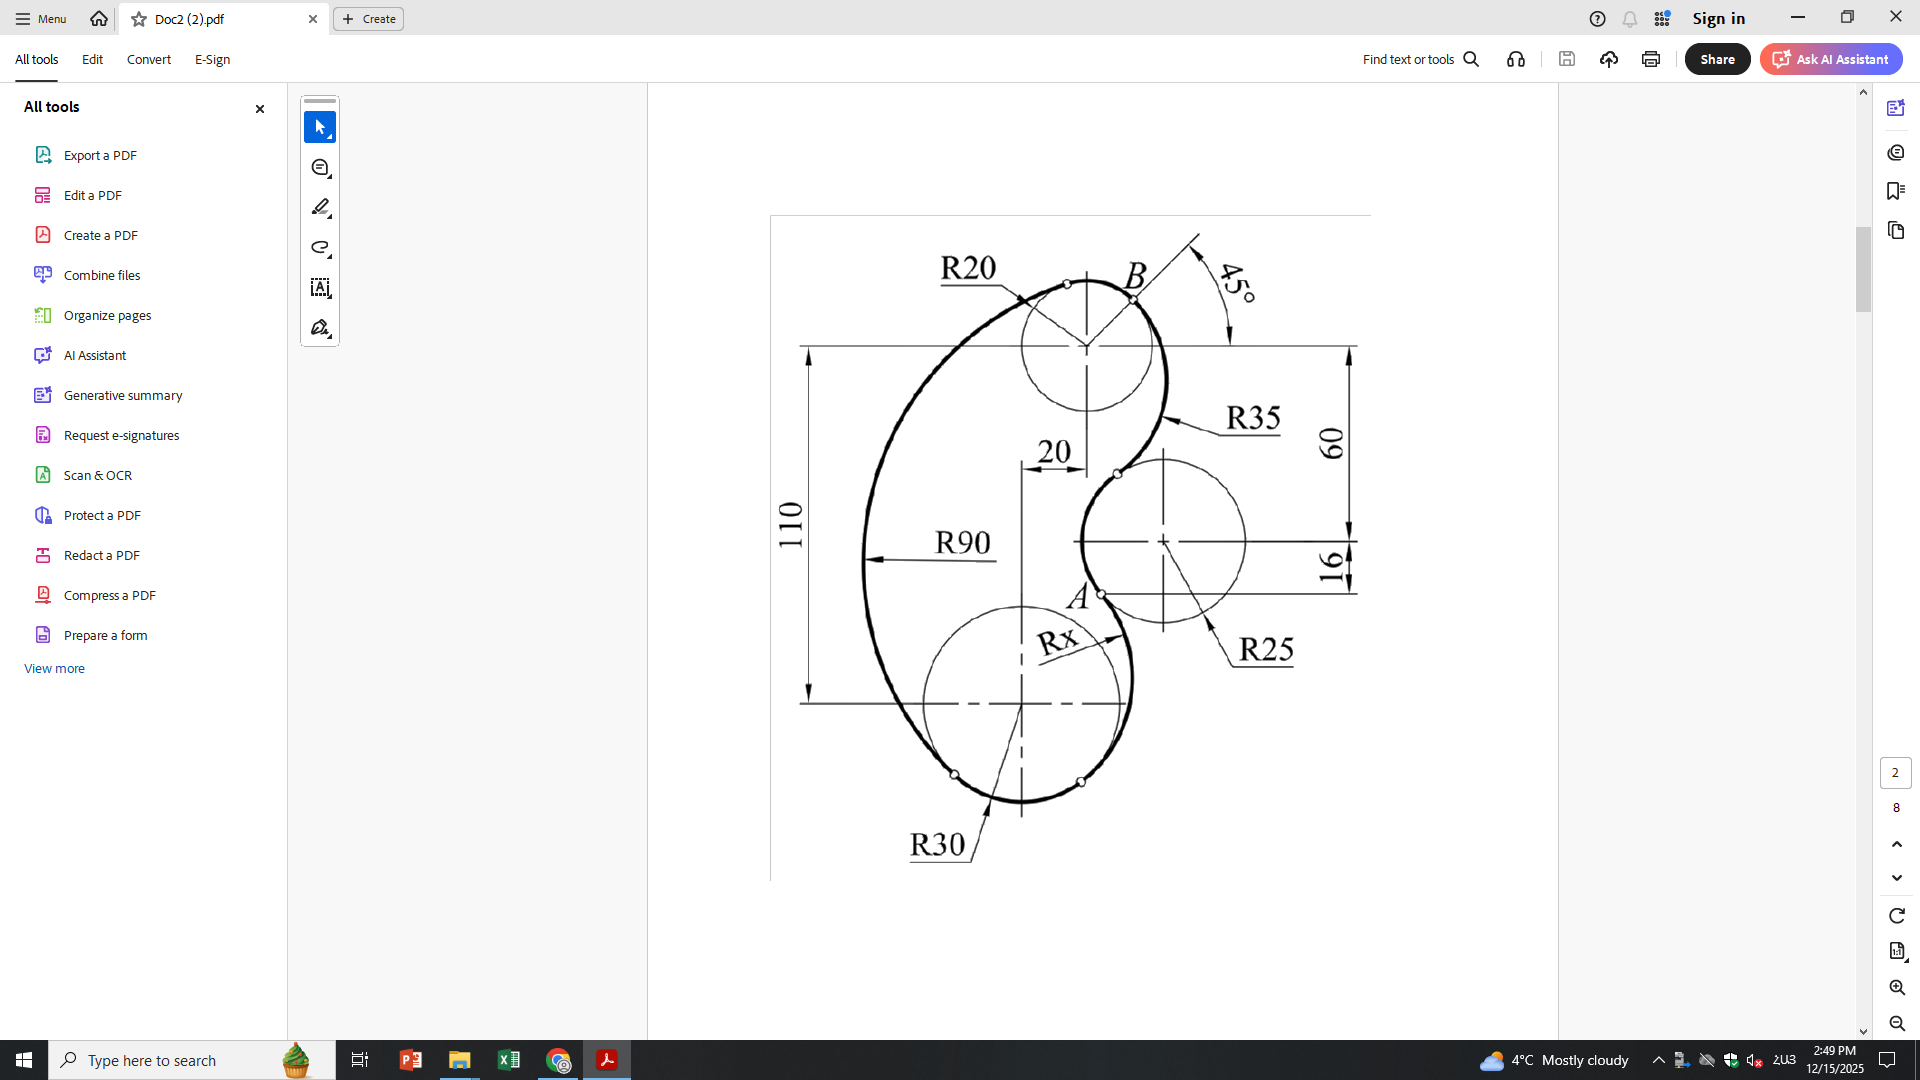 Menu
Doc2 (2).pdf
Create
Sign in
All tools
Edit
Convert
E-Sign
Find text or tools
Share
Ask AI Assistant
All tools
Export a PDF
Edit a PDF
Create a PDF
Combine files
Organize pages
AI Assistant
Generative summary
Request e-signatures
Scan & OCR
Protect a PDF
Redact a PDF
Compress a PDF
Prepare a form
View more
R20
B
45°
R35
60
20
110
R90
16
A
Rx
R25
R30
2
8
Type here to search
4°C Mostly cloudy
ՀԱՅ
2:49 PM
12/15/2025